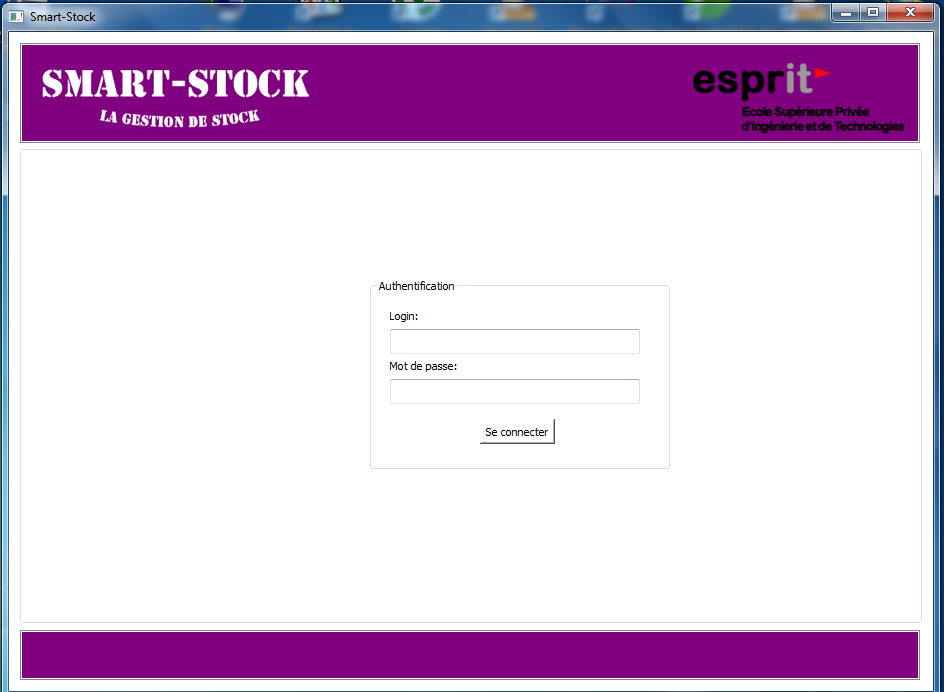 Smart-Stock
SMART-STOCK
LA GESTION DE STOCK
esprit
Ecole Supérieure Privée
d'Ingénierie et de Technologies
Authentification
Login:
Mot de passe:
Se connecter